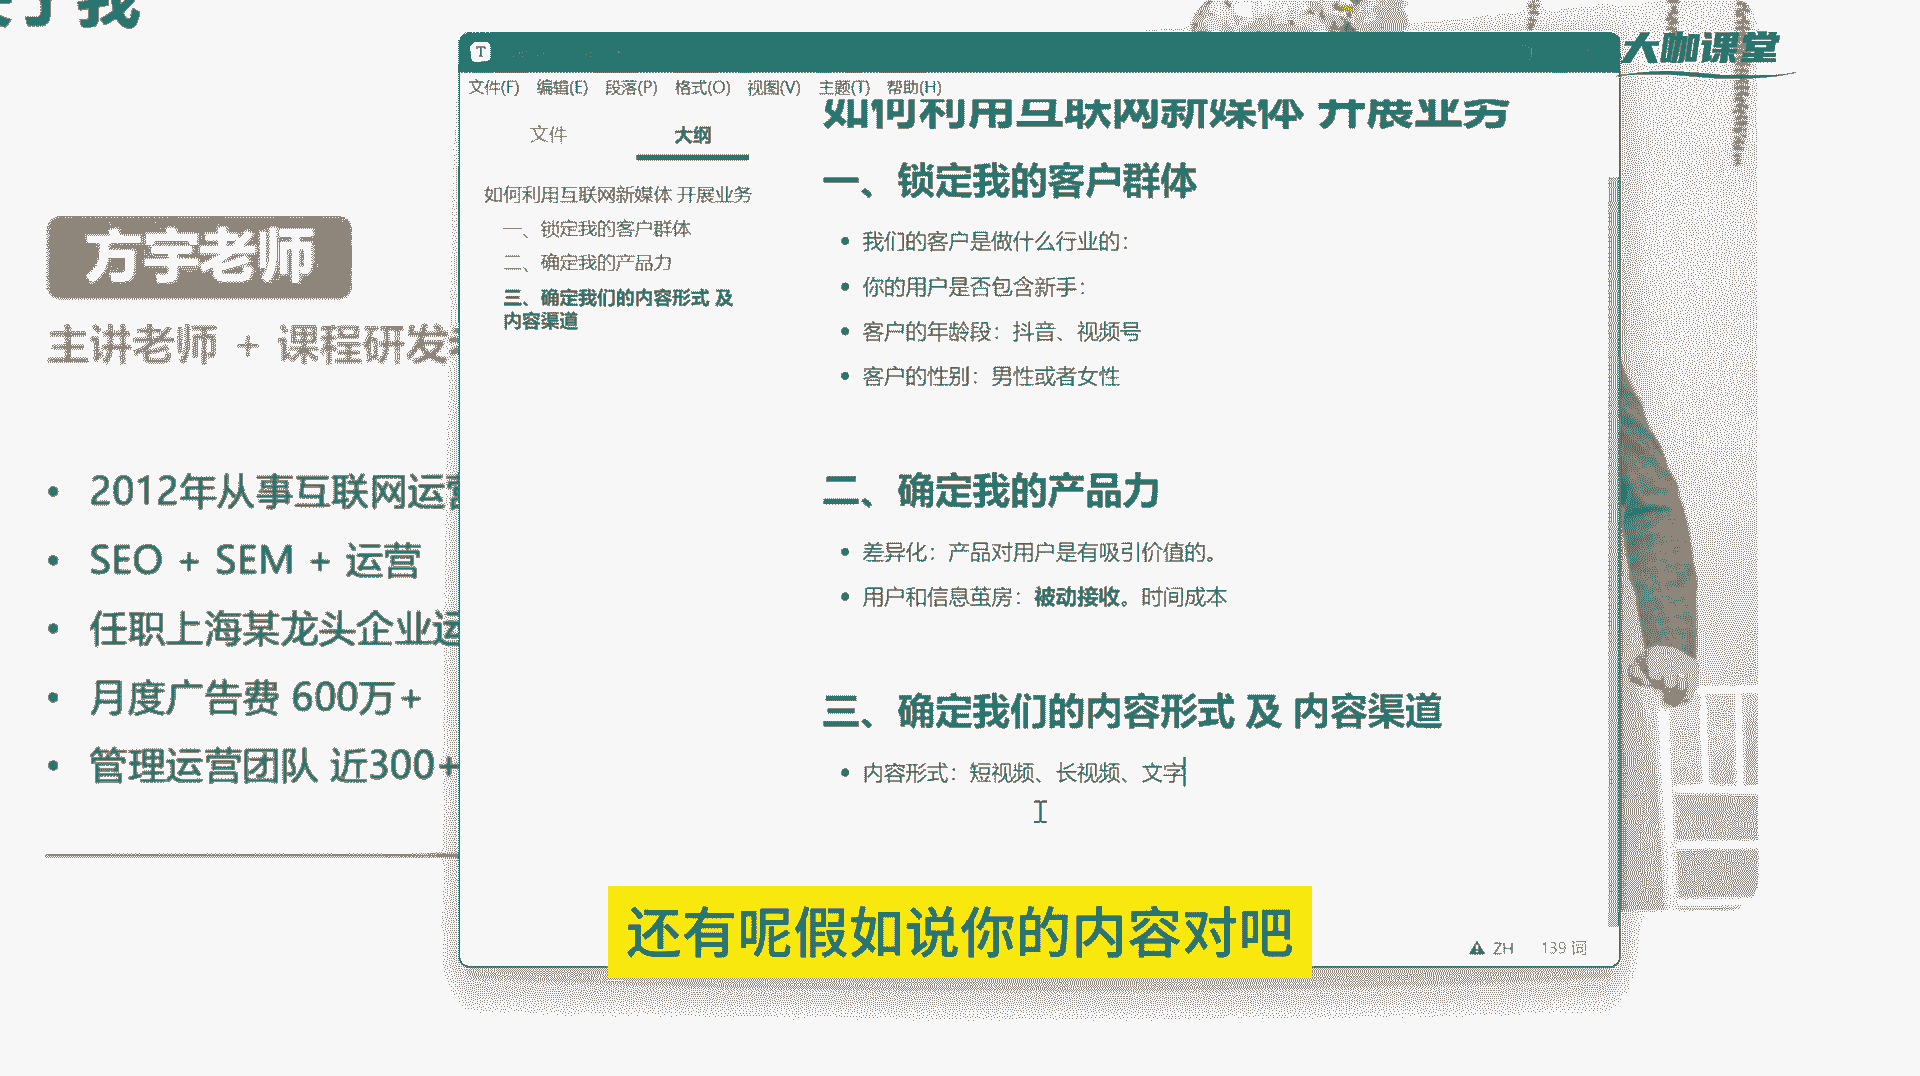 了我
大咖课堂
方宇老师
主讲老师 + 课程研发
• 2012年从事互联网运营
• SEO + SEM + 运营
• 任职上海某龙头企业运
• 月度广告费 600万+
• 管理运营团队 近300+
T
文件(F) 编辑(E) 段落(P) 格式(O) 视图(V) 主题(T) 帮助(H)
文件 大纲
如何利用互联网新媒体 开展业务
一、锁定我的客户群体
二、确定我的产品力
三、确定我们的内容形式 及
内容渠道
如何利用互联网新媒体 开展业务
一、锁定我的客户群体
• 我们的客户是做什么行业的：
• 你的用户是否包含新手：
• 客户的年龄段：抖音、视频号
• 客户的性别：男性或者女性
二、确定我的产品力
• 差异化：产品对用户是有吸引价值的。
• 用户和信息茧房：被动接收。时间成本
三、确定我们的内容形式 及 内容渠道
• 内容形式：短视频、长视频、文字
ZH 139 词
还有呢假如说你的内容对吧